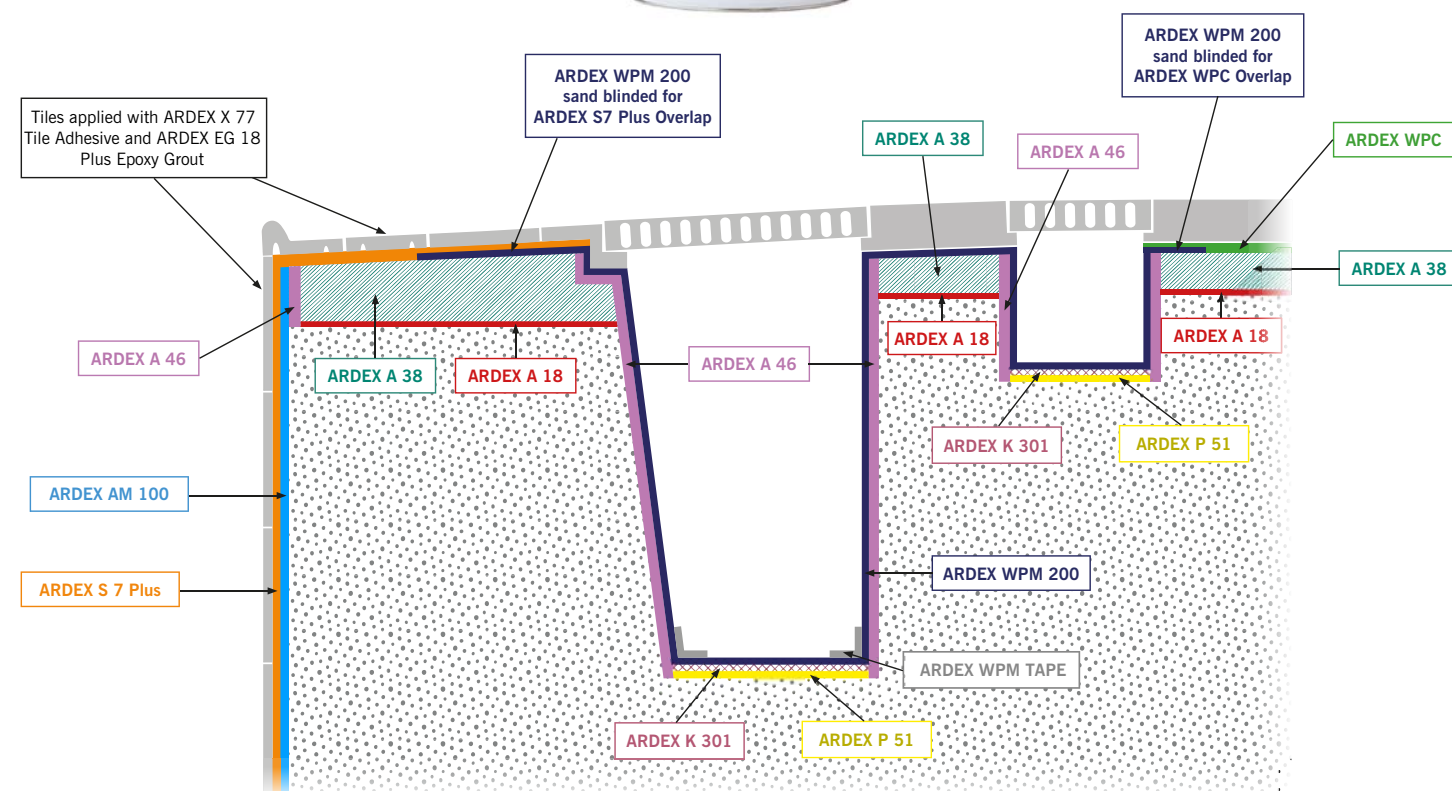 ARDEX WPM 200
sand blinded for
ARDEX WPC Overlap
ARDEX WPM 200
sand blinded for
ARDEX S7 Plus Overlap
Tiles applied with ARDEX X 77
Tile Adhesive and ARDEX EG 18
Plus Epoxy Grout
ARDEX A 38
ARDEX A 46
ARDEX WPC
ARDEX A 38
ARDEX A 18
ARDEX A 18
ARDEX A 46
ARDEX A 38
ARDEX A 18
ARDEX A 46
ARDEX K 301
ARDEX P 51
ARDEX AM 100
ARDEX WPM 200
ARDEX S 7 Plus
ARDEX WPM TAPE
ARDEX K 301
ARDEX P 51